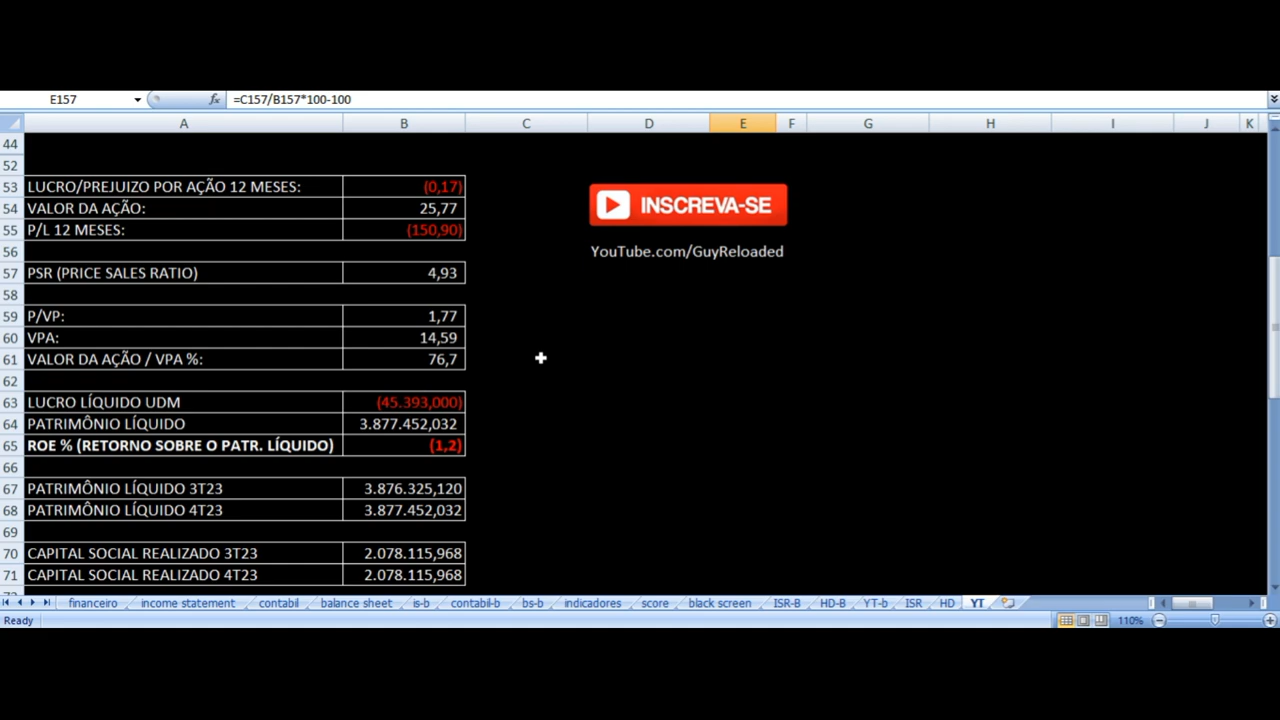 E157 fx =C157/B157*100-100
A B C D E F G H I J K
44
52
53 LUCRO/PREJUIZO POR AÇÃO 12 MESES: (0,17)
INSCREVA-SE
54 VALOR DA AÇÃO: 25,77
55 P/L 12 MESES: (150,90)
56 YouTube.com/GuyReloaded
57 PSR (PRICE SALES RATIO) 4,93
58
59 P/VP: 1,77
60 VPA: 14,59
61 VALOR DA AÇÃO / VPA %: 76,7
62
63 LUCRO LÍQUIDO UDM (45.393,000)
64 PATRIMÔNIO LÍQUIDO 3.877.452,032
65 ROE % (RETORNO SOBRE O PATR. LÍQUIDO) (1,2)
66
67 PATRIMÔNIO LÍQUIDO 3T23 3.876.325,120
68 PATRIMÔNIO LÍQUIDO 4T23 3.877.452,032
69
70 CAPITAL SOCIAL REALIZADO 3T23 2.078.115,968
71 CAPITAL SOCIAL REALIZADO 4T23 2.078.115,968
financeiro income statement contabil balance sheet is-b contabil-b bs-b indicadores score black screen ISR-B HD-B YT-b ISR HD YT
Ready 110%